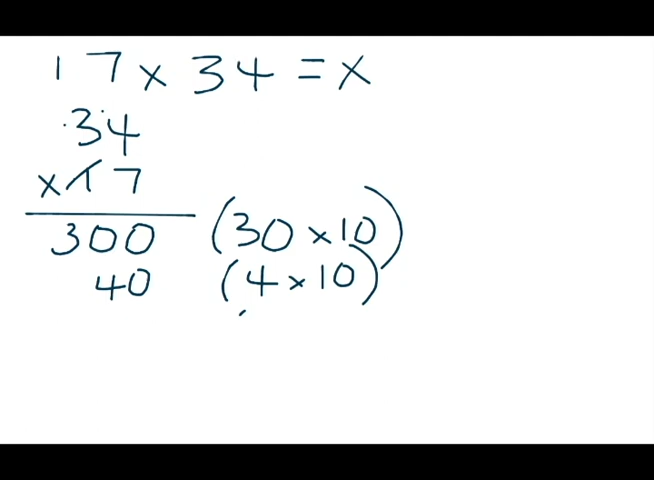 17 x 34 = x
34
x 17
300 (30 x 10)
40 (4 x 10)